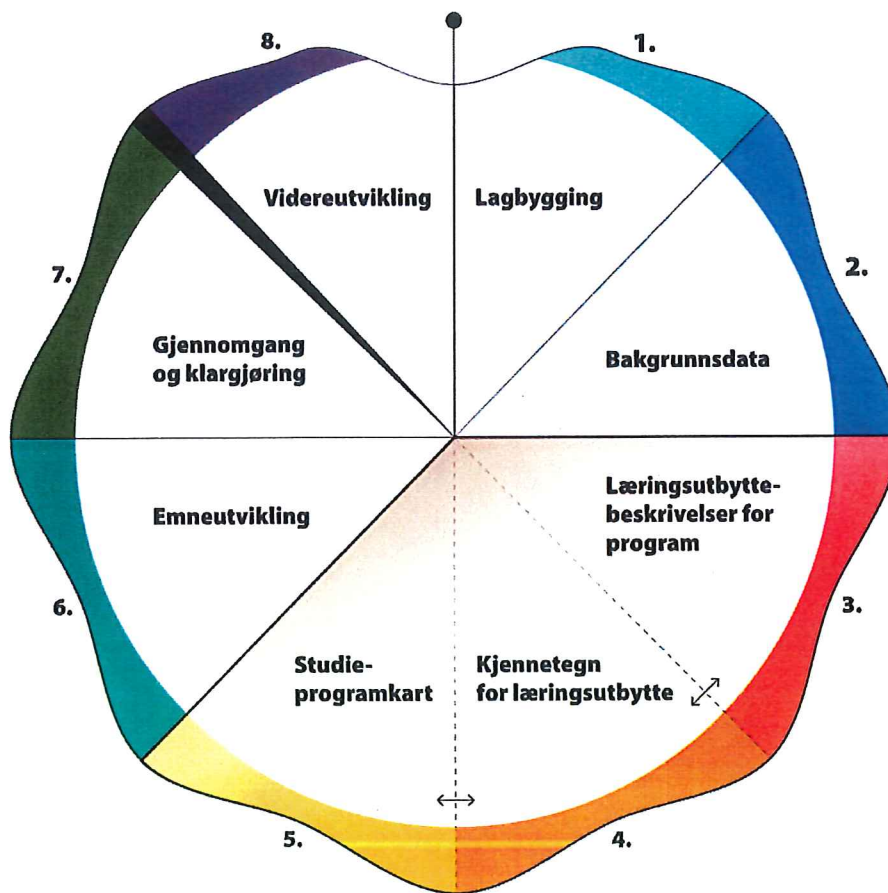 1.
Lagbygging
2.
Bakgrunnsdata
3.
Læringsutbytte-
beskrivelser for
program
4.
Kjennetegn
for læringsutbytte
5.
Studie-
programkart
6.
Emneutvikling
7.
Gjennomgang
og klargjøring
8.
Videreutvikling